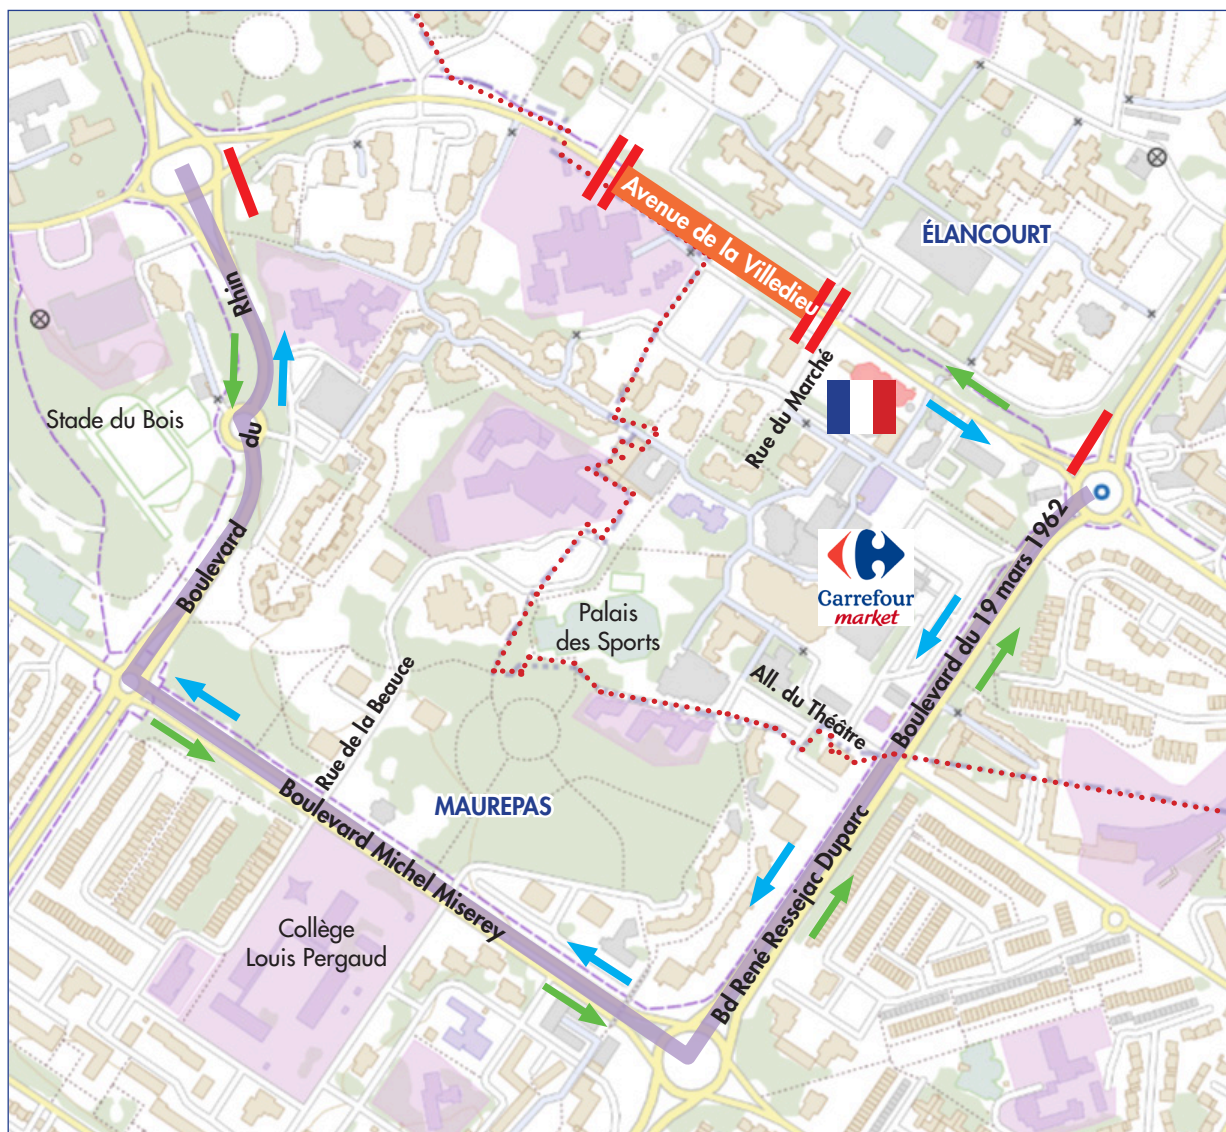 Avenue de la Villedieu
ÉLANCOURT
Rhin
du
Boulevard
Stade du Bois
Rue du Marché
Carrefour
market
Boulevard du 19 mars 1962
Palais
des Sports
All. du Théâtre
Rue de la Beauce
MAUREPAS
Boulevard Michel Miserey
Bd René Ressejac Duparc
Collège
Louis Pergaud